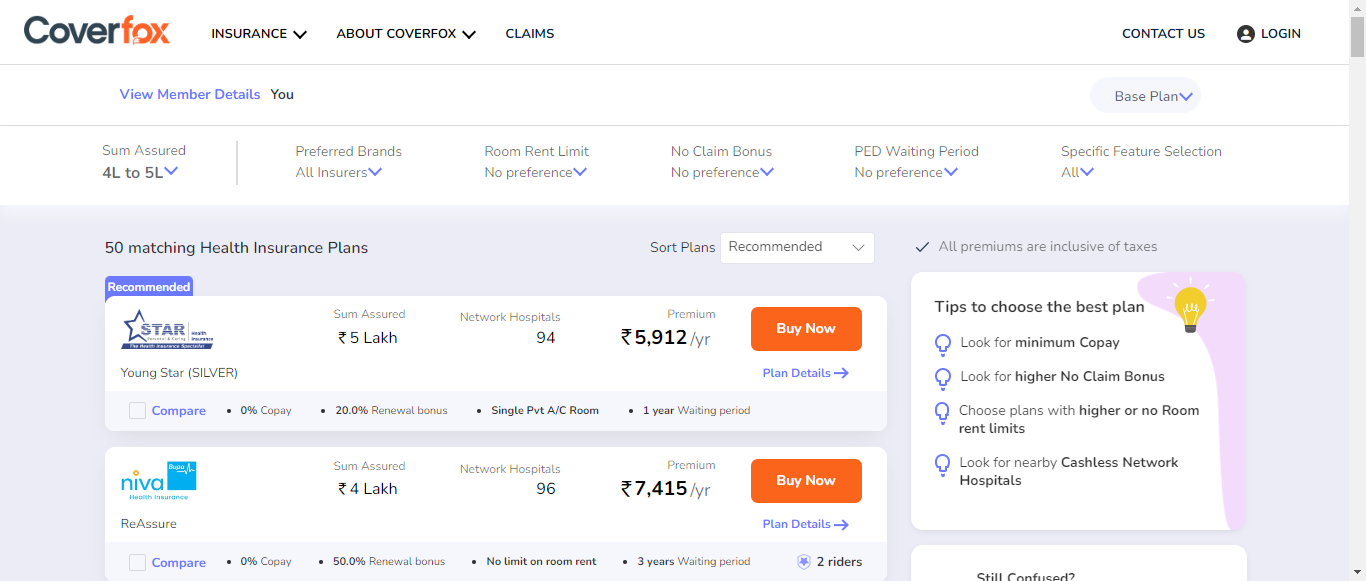 Coverfox
INSURANCE
ABOUT COVERFOX
CLAIMS
CONTACT US
LOGIN
View Member Details You
Base Plan
Sum Assured
4L to 5L
Preferred Brands
All Insurers
Room Rent Limit
No preference
No Claim Bonus
No preference
PED Waiting Period
No preference
Specific Feature Selection
All
50 matching Health Insurance Plans
Sort Plans
Recommended
All premiums are inclusive of taxes
Recommended
STAR
Health
Insurance
Personal & Caring
The Health Insurance Specialist
Young Star (SILVER)
Sum Assured
₹ 5 Lakh
Network Hospitals
94
Premium
₹ 5,912 /yr
Buy Now
Plan Details
Compare
• 0% Copay
• 20.0% Renewal bonus
• Single Pvt A/C Room
• 1 year Waiting period
niva
Bupa
Health Insurance
ReAssure
Sum Assured
₹ 4 Lakh
Network Hospitals
96
Premium
₹ 7,415 /yr
Buy Now
Plan Details
Compare
• 0% Copay
• 50.0% Renewal bonus
• No limit on room rent
• 3 years Waiting period
2 riders
Tips to choose the best plan
Look for minimum Copay
Look for higher No Claim Bonus
Choose plans with higher or no Room
rent limits
Look for nearby Cashless Network
Hospitals
Still Confused?